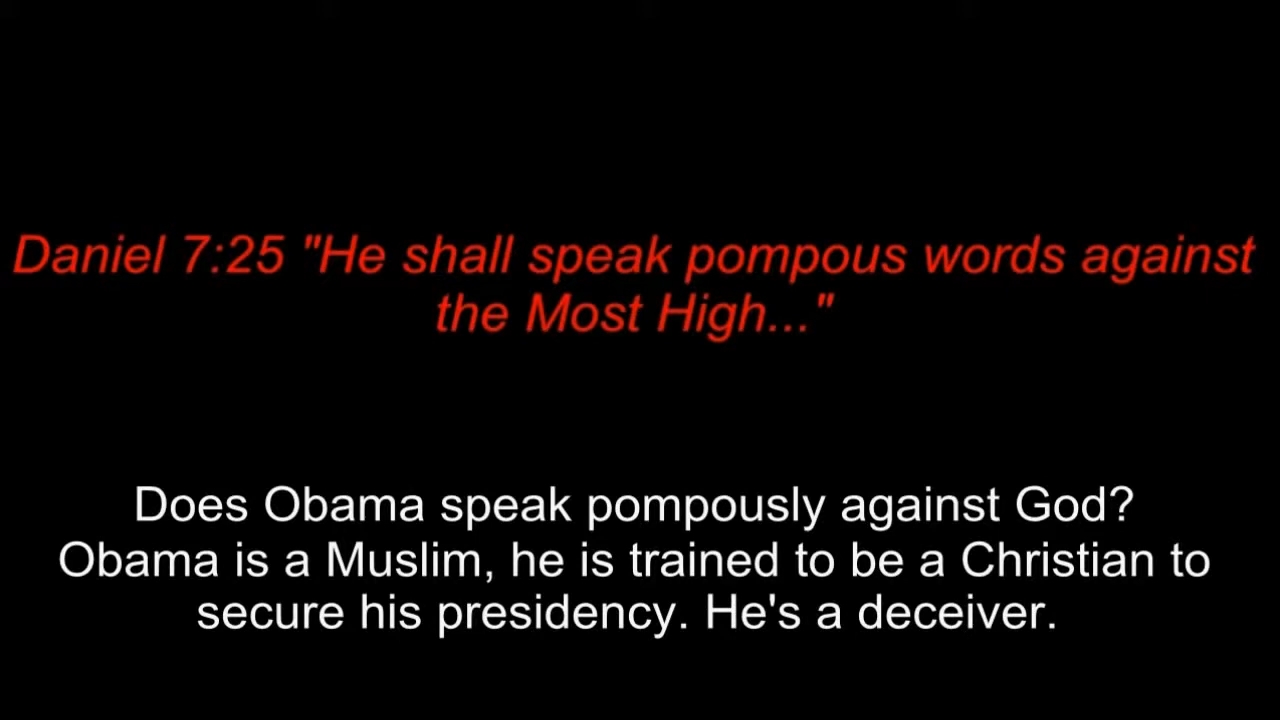 Daniel 7:25 "He shall speak pompous words against
the Most High..."
Does Obama speak pompously against God?
Obama is a Muslim, he is trained to be a Christian to
secure his presidency. He's a deceiver.